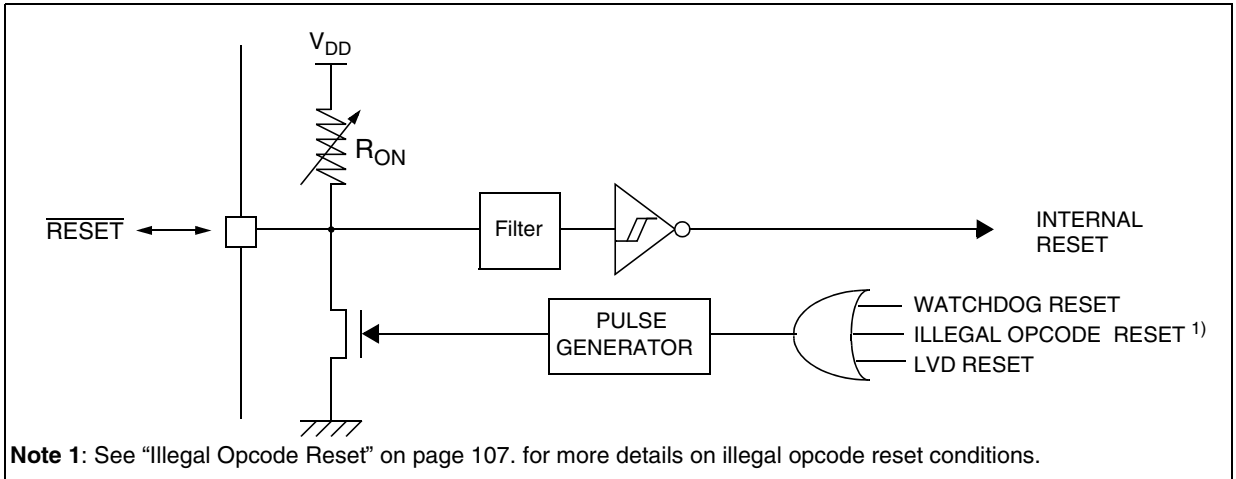 VDD
RON
RESET
Filter
INTERNAL
RESET
PULSE
GENERATOR
WATCHDOG RESET
ILLEGAL OPCODE RESET 1)
LVD RESET
Note 1: See “Illegal Opcode Reset” on page 107. for more details on illegal opcode reset conditions.